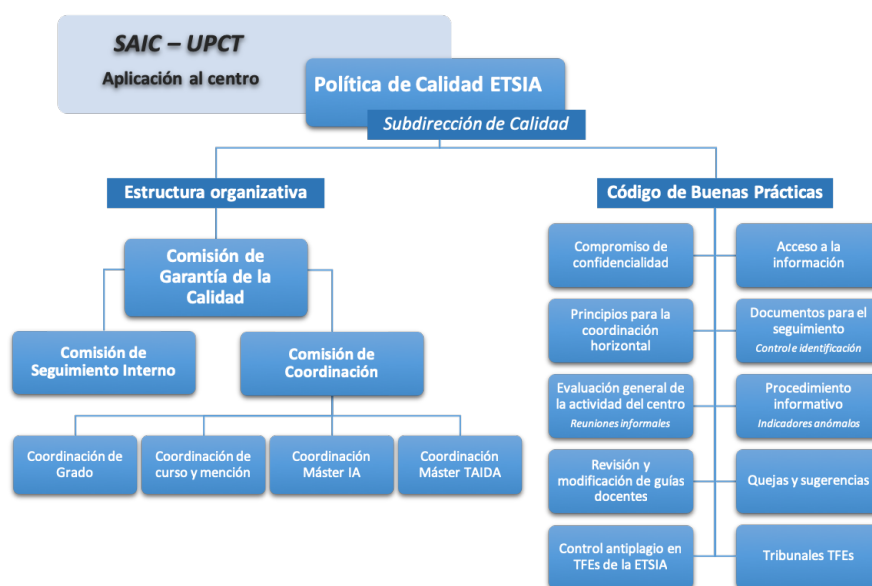 SAIC – UPCT
Aplicación al centro
Política de Calidad ETSIA
Subdirección de Calidad
Estructura organizativa
Comisión de
Garantía de la
Calidad
Comisión de
Seguimiento Interno
Comisión de
Coordinación
Coordinación de
Grado
Coordinación de
curso y mención
Coordinación
Máster IA
Coordinación
Máster TAIDA
Código de Buenas Prácticas
Compromiso de
confidencialidad
Acceso a la
información
Principios para la
coordinación
horizontal
Documentos para el
seguimiento
Control e identificación
Evaluación general de
la actividad del centro
Reuniones informales
Procedimiento
informativo
Indicadores anómalos
Revisión y
modificación de guías
docentes
Quejas y sugerencias
Control antiplagio en
TFEs de la ETSIA
Tribunales TFEs